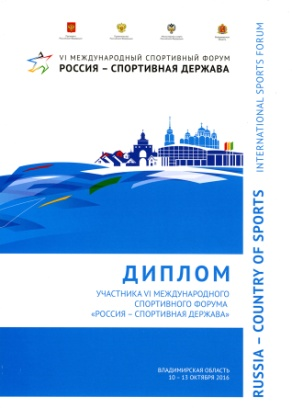 VI МЕЖДУНАРОДНЫЙ СПОРТИВНЫЙ ФОРУМ
РОССИЯ – СПОРТИВНАЯ ДЕРЖАВА
RUSSIA – COUNTRY OF SPORTS
INTERNATIONAL SPORTS FORUM
ДИПЛОМ
УЧАСТНИКА VI МЕЖДУНАРОДНОГО
СПОРТИВНОГО ФОРУМА
«РОССИЯ – СПОРТИВНАЯ ДЕРЖАВА»
ВЛАДИМИРСКАЯ ОБЛАСТЬ
10 – 13 ОКТЯБРЯ 2016